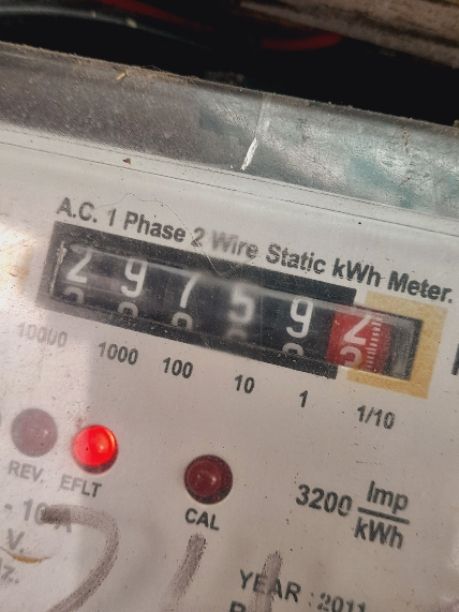 A.C. 1 Phase 2 Wire Static kWh Meter.
2 9 7 5 9 2
10000 1000 100 10 1 1/10
REV. EFLT CAL
3200 Imp/kWh
- 10A
V.
z.
YEAR : 2011